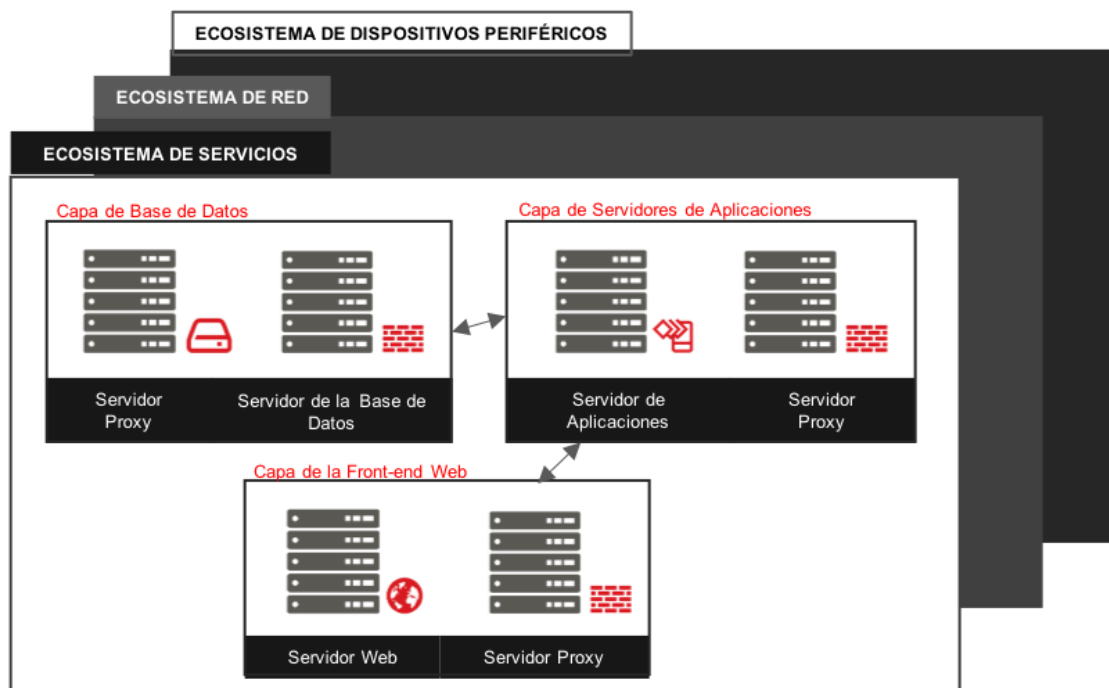 ECOSISTEMA DE DISPOSITIVOS PERIFÉRICOS
ECOSISTEMA DE RED
ECOSISTEMA DE SERVICIOS
Capa de Base de Datos
Servidor
Proxy
Servidor de la Base de
Datos
Capa de Servidores de Aplicaciones
Servidor de
Aplicaciones
Servidor
Proxy
Capa de la Front-end Web
Servidor Web
Servidor Proxy